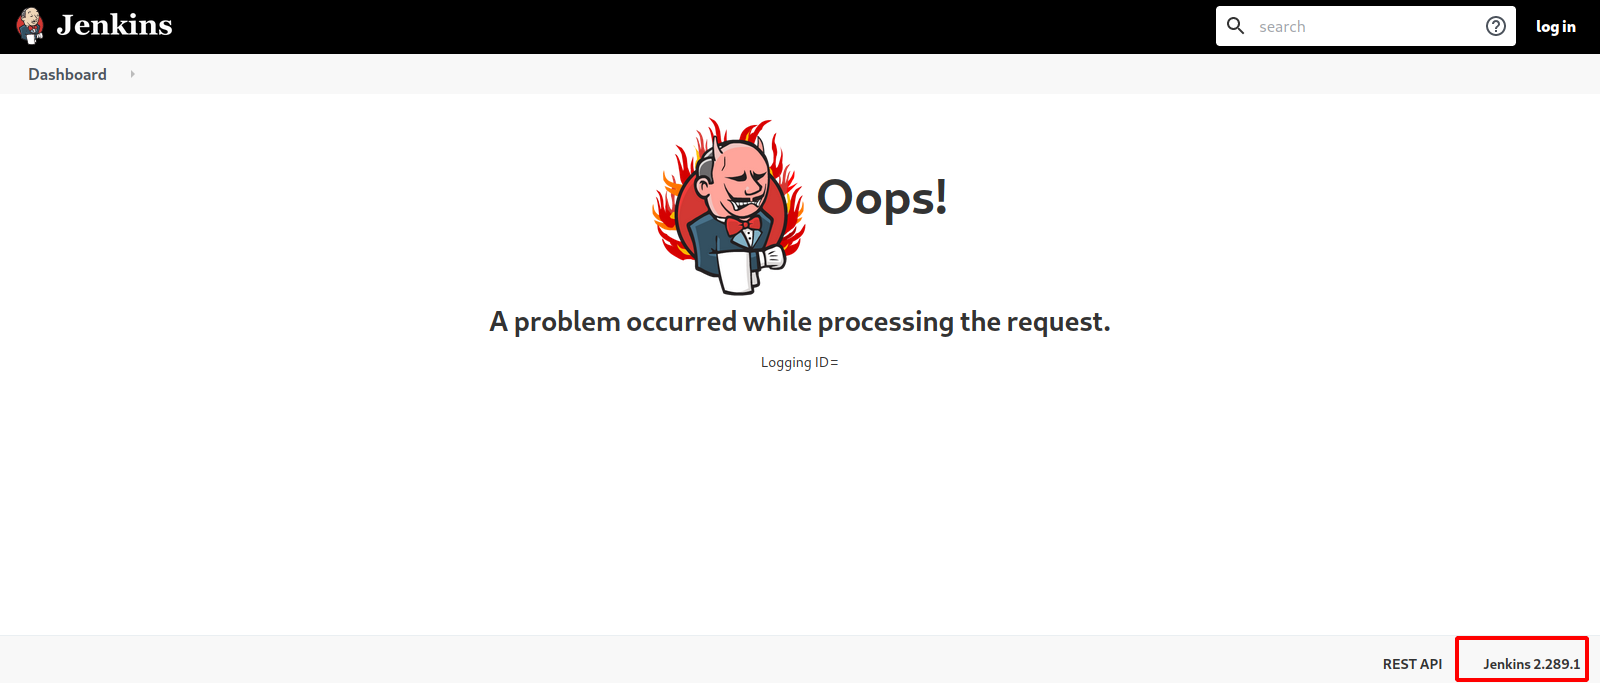 Jenkins
search
log in
Dashboard
Oops!
A problem occurred while processing the request.
Logging ID=
REST API
Jenkins 2.289.1